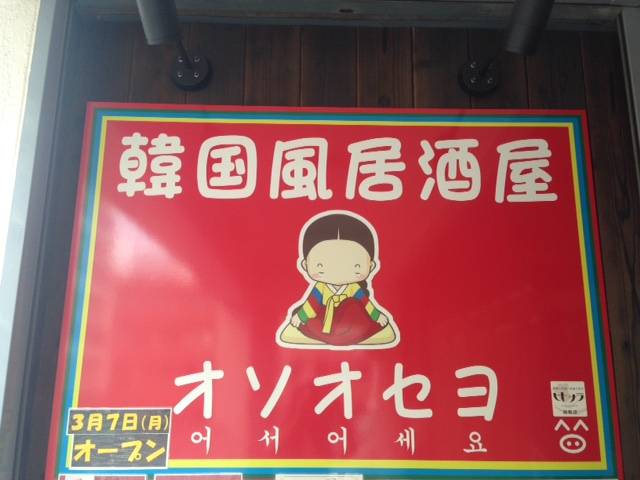 韓国風居酒屋
オソオセヨ
어서어세요
3月7日(月)
オープン